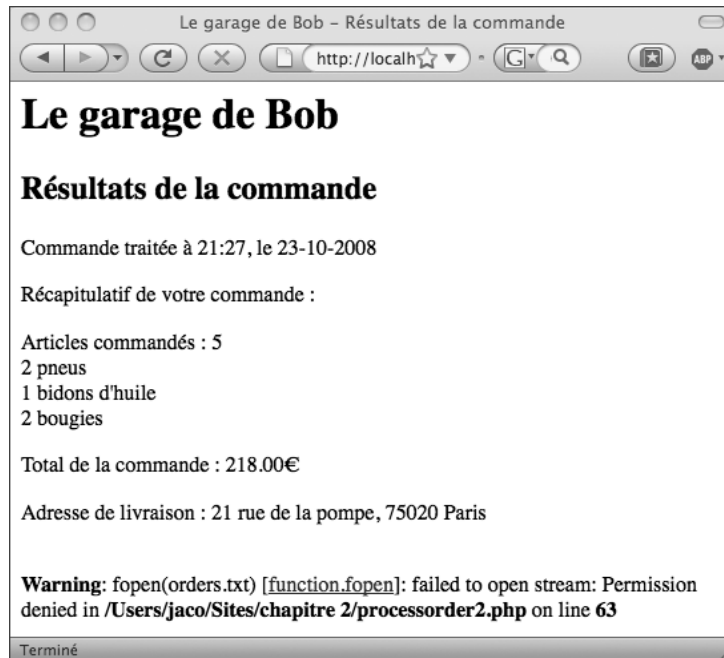 Le garage de Bob – Résultats de la commande
http://localh
G
ABP
Le garage de Bob
Résultats de la commande
Commande traitée à 21:27, le 23-10-2008
Récapitulatif de votre commande :
Articles commandés : 5
2 pneus
1 bidons d'huile
2 bougies
Total de la commande : 218.00€
Adresse de livraison : 21 rue de la pompe, 75020 Paris
Warning: fopen(orders.txt) [function.fopen]: failed to open stream: Permission
denied in /Users/jaco/Sites/chapitre 2/processorder2.php on line 63
Terminé